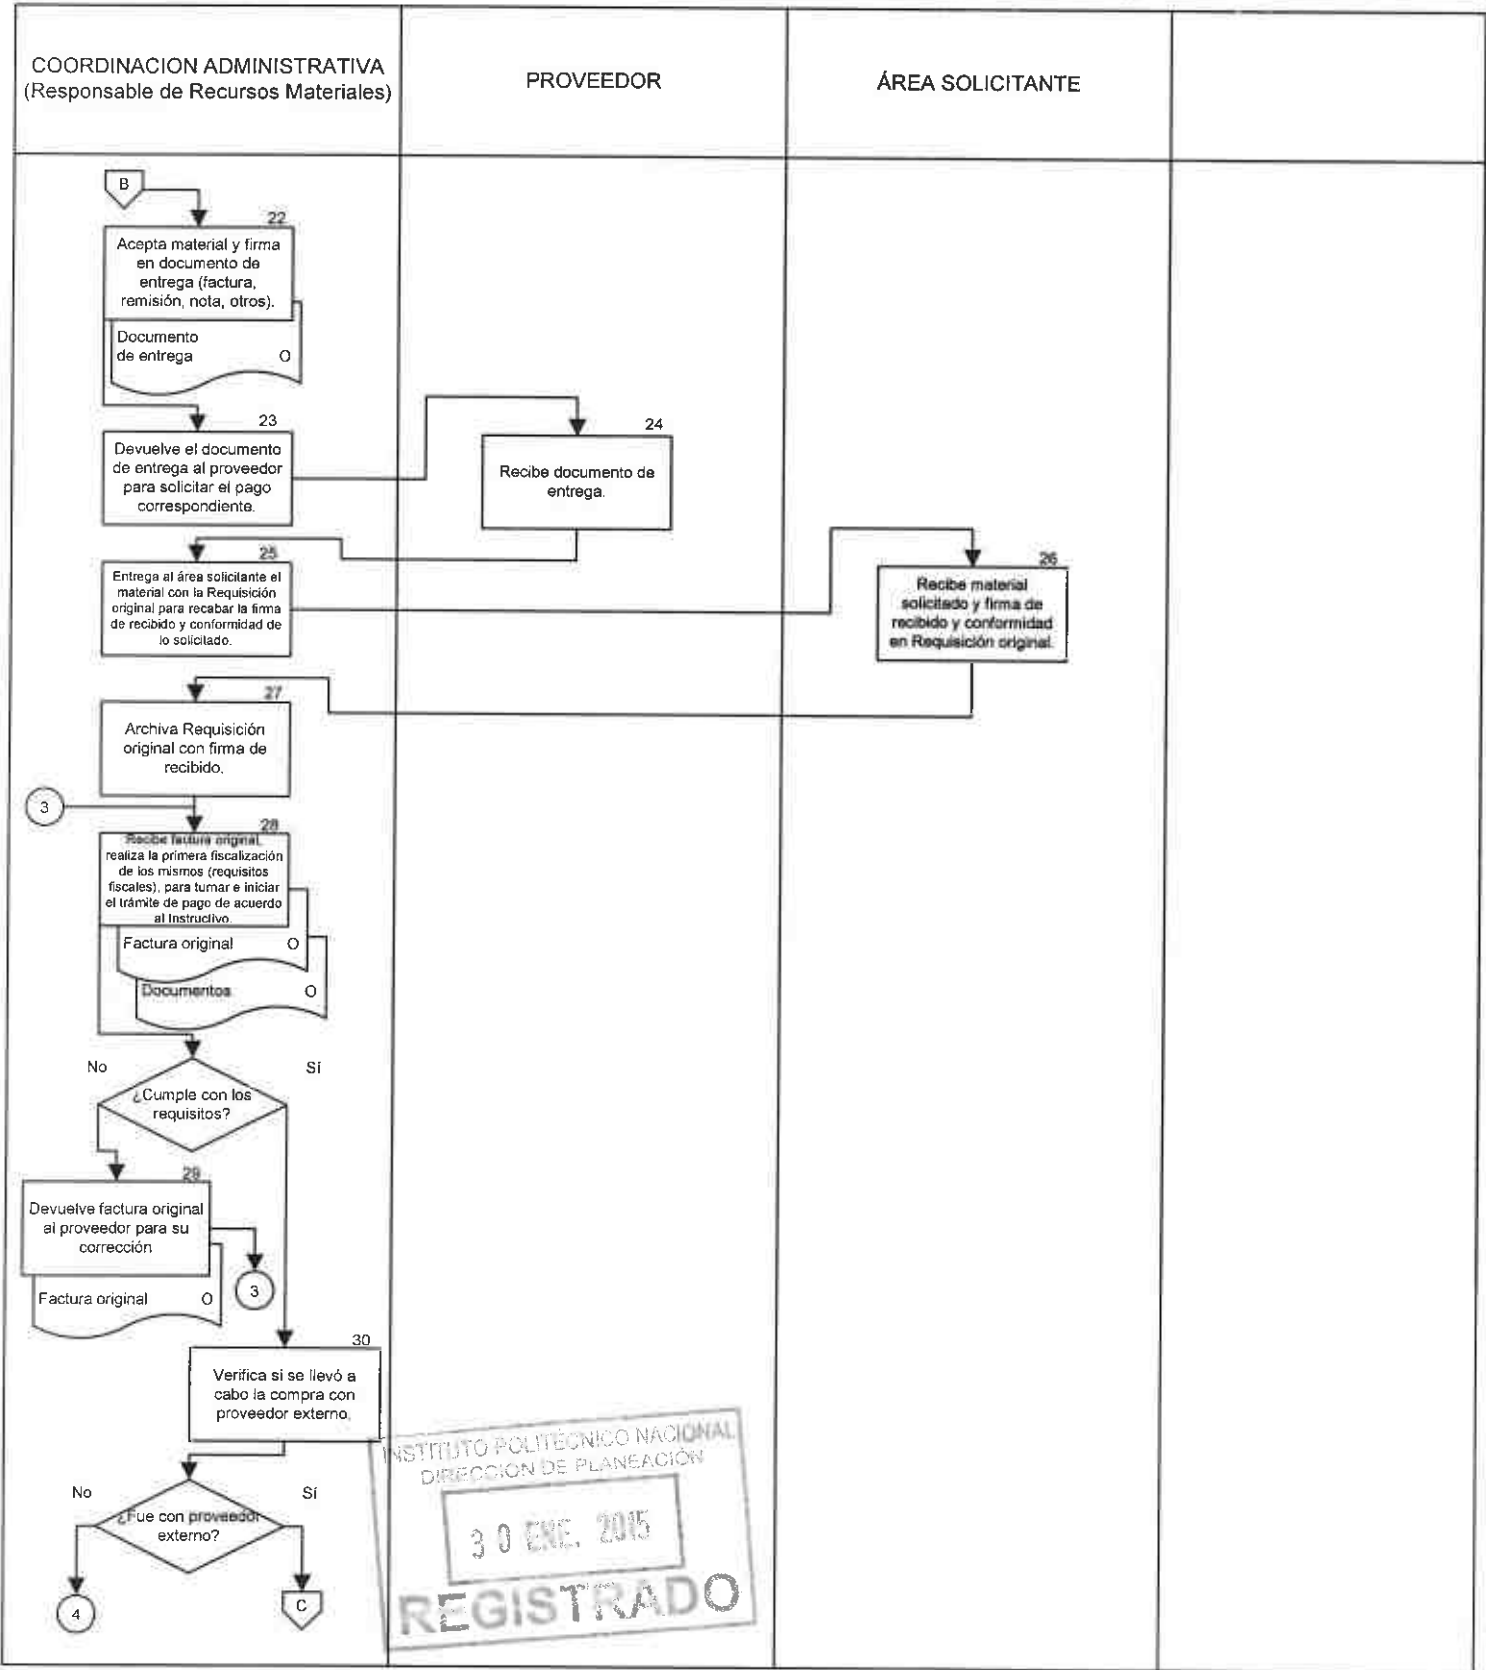 COORDINACION ADMINISTRATIVA
(Responsable de Recursos Materiales)
PROVEEDOR
ÁREA SOLICITANTE
B
22
Acepta material y firma
en documento de
entrega (factura,
remisión, nota, otros).
Documento
de entrega O
23
Devuelve el documento
de entrega al proveedor
para solicitar el pago
correspondiente.
24
Recibe documento de
entrega.
25
Entrega al área solicitante el
material con la Requisición
original para recabar la firma
de recibido y conformidad de
lo solicitado.
26
Recibe material
solicitado y firma de
recibido y conformidad
en Requisición original.
27
Archiva Requisición
original con firma de
recibido.
3
28
Recibe factura original,
realiza la primera fiscalización
de los mismos (requisitos
fiscales), para turnar e iniciar
el trámite de pago de acuerdo
al Instructivo.
Factura original O
Documentos O
No Sí
¿Cumple con los
requisitos?
29
Devuelve factura original
al proveedor para su
corrección
3
Factura original O
30
Verifica si se llevó a
cabo la compra con
proveedor externo.
No Sí
¿Fue con proveedor
externo?
4
C
INSTITUTO POLITÉCNICO NACIONAL
DIRECCIÓN DE PLANEACIÓN
30 ENE. 2015
REGISTRADO